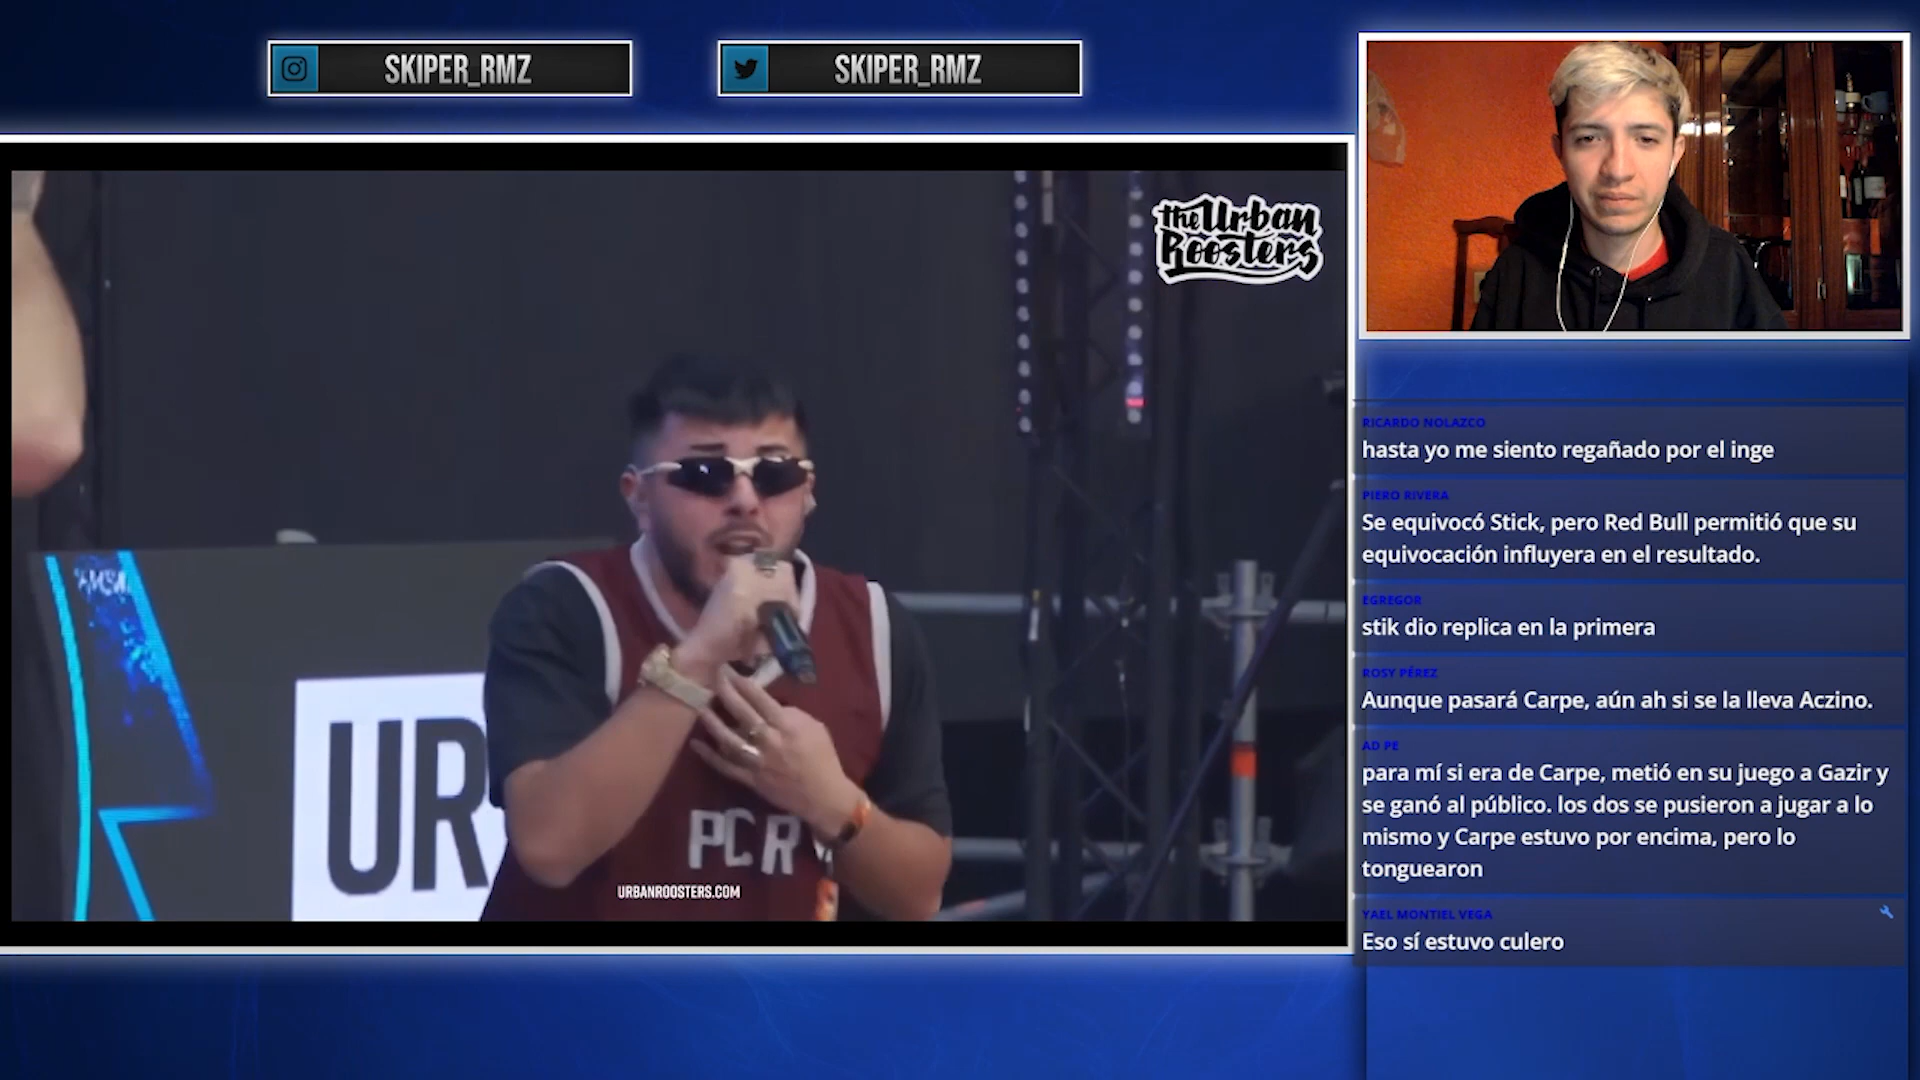 SKIPER_RMZ
SKIPER_RMZ
the Urban
Roosters
UR
PCR
URBANROOSTERS.COM
RICARDO NOLAZCO
hasta yo me siento regañado por el inge
PIERO RIVERA
Se equivocó Stick, pero Red Bull permitió que su
equivocación influyera en el resultado.
EGREGOR
stik dio replica en la primera
ROSY PÉREZ
Aunque pasará Carpe, aún ah si se la lleva Aczino.
AD PE
para mí si era de Carpe, metió en su juego a Gazir y
se ganó al público. los dos se pusieron a jugar a lo
mismo y Carpe estuvo por encima, pero lo
tonguearon
YAEL MONTIEL VEGA
Eso sí estuvo culero